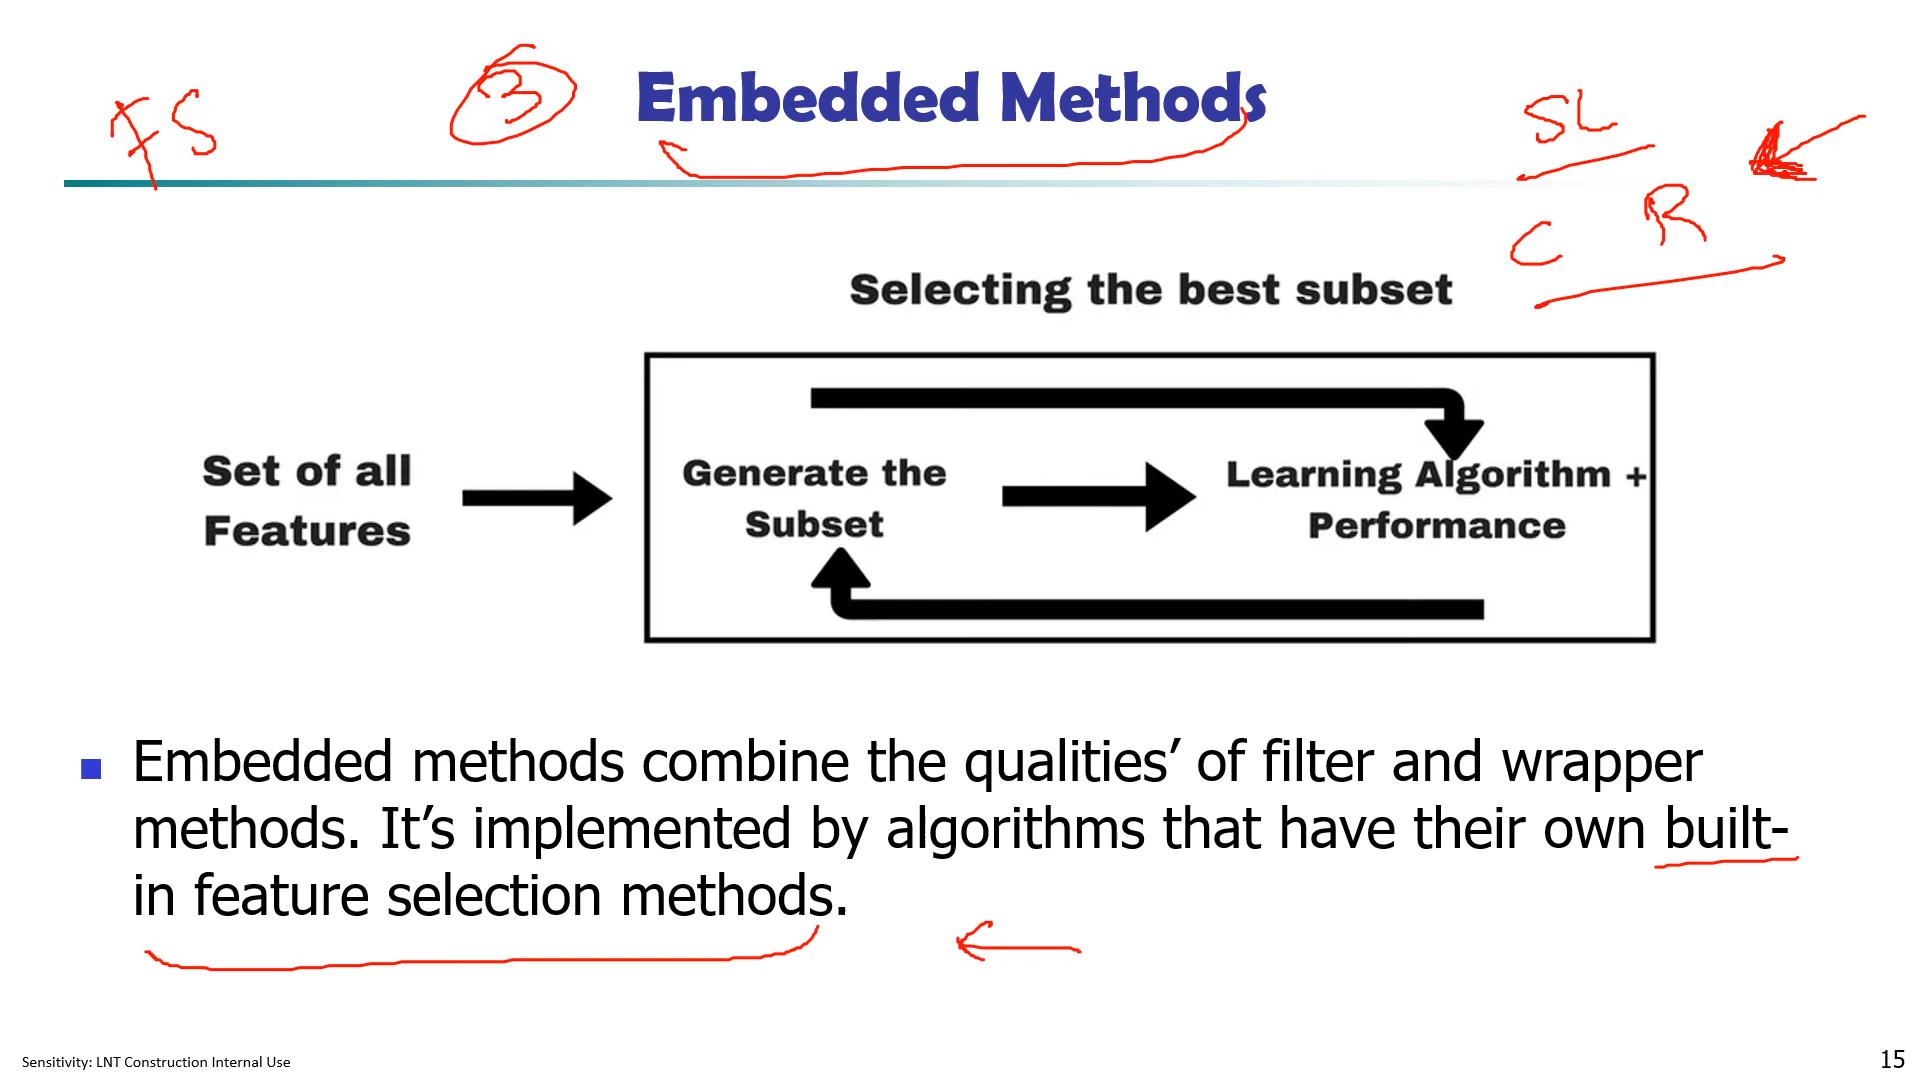 FS
3
Embedded Methods
SL
C R
Selecting the best subset
Set of all
Features
Generate the
Subset
Learning Algorithm +
Performance
Embedded methods combine the qualities’ of filter and wrapper
methods. It’s implemented by algorithms that have their own built-
in feature selection methods.
Sensitivity: LNT Construction Internal Use
15